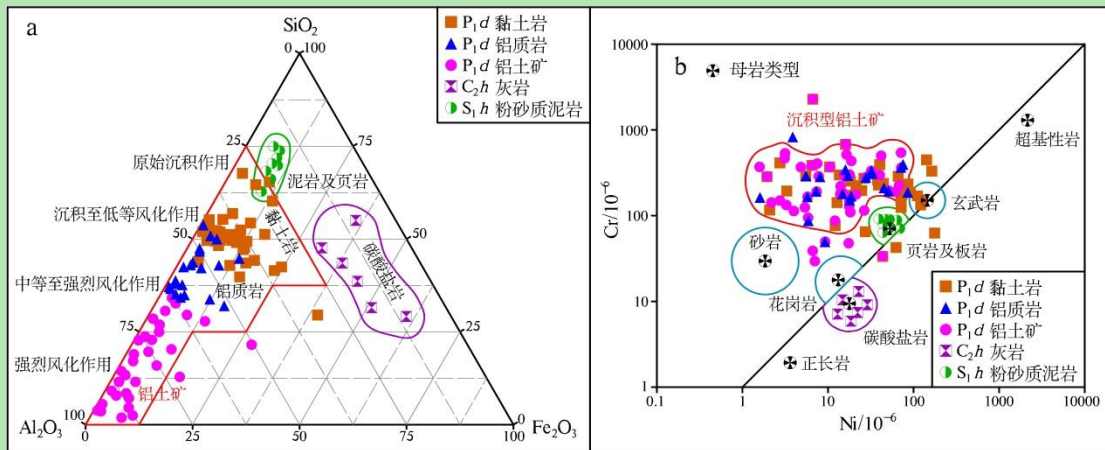 a
SiO₂
0 100
P₁d 黏土岩
P₁d 铝质岩
P₁d 铝土矿
C₂h 灰岩
S₁h 粉砂质泥岩
25
75
原始沉积作用
泥岩及页岩
沉积至低等风化作用
黏土岩
50
50
碳酸盐岩
中等至强烈风化作用
铝质岩
75
25
强烈风化作用
铝土矿
100
0
Al₂O₃
Fe₂O₃
0
25
50
75
100
b
母岩类型
沉积型铝土矿
超基性岩
玄武岩
砂岩
页岩及板岩
花岗岩
碳酸盐岩
正长岩
P₁d 黏土岩
P₁d 铝质岩
P₁d 铝土矿
C₂h 灰岩
S₁h 粉砂质泥岩
Cr/10⁻⁶
10000
1000
100
10
1
0.1
1
10
100
1000
10000
Ni/10⁻⁶